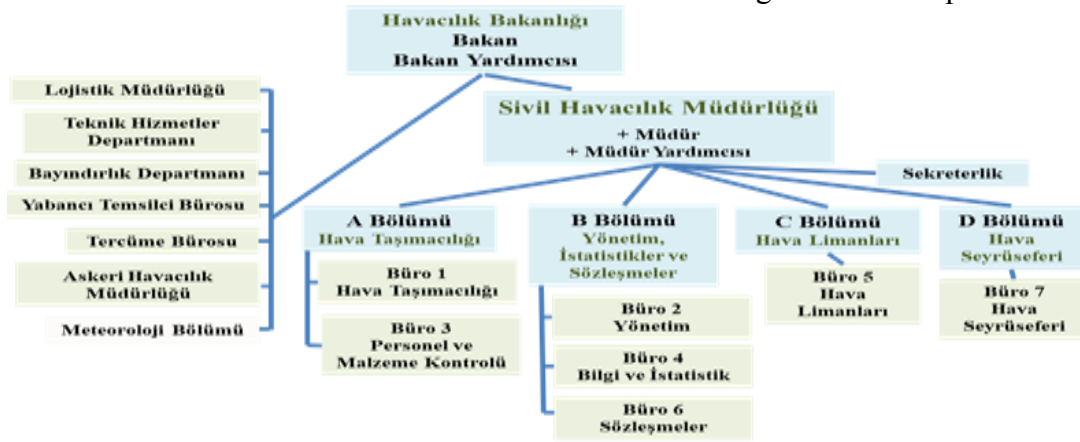 Havacılık Bakanlığı
Bakan
Bakan Yardımcısı
Lojistik Müdürlüğü
Teknik Hizmetler
Departmanı
Bayındırlık Departmanı
Yabancı Temsilci Bürosu
Tercüme Bürosu
Askeri Havacılık
Müdürlüğü
Meteoroloji Bölümü
Sivil Havacılık Müdürlüğü
+ Müdür
+ Müdür Yardımcısı
Sekreterlik
A Bölümü
Hava Taşımacılığı
Büro 1
Hava Taşımacılığı
Büro 3
Personel ve
Malzeme Kontrolü
B Bölümü
Yönetim,
İstatistikler ve
Sözleşmeler
Büro 2
Yönetim
Büro 4
Bilgi ve İstatistik
Büro 6
Sözleşmeler
C Bölümü
Hava Limanları
Büro 5
Hava
Limanları
D Bölümü
Hava
Seyrüseferi
Büro 7
Hava
Seyrüseferi